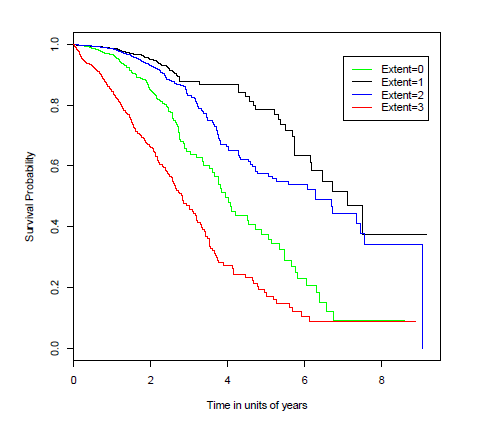 Extent=0
Extent=1
Extent=2
Extent=3
Survival Probability
1.0
0.8
0.6
0.4
0.2
0.0
0 2 4 6 8
Time in units of years